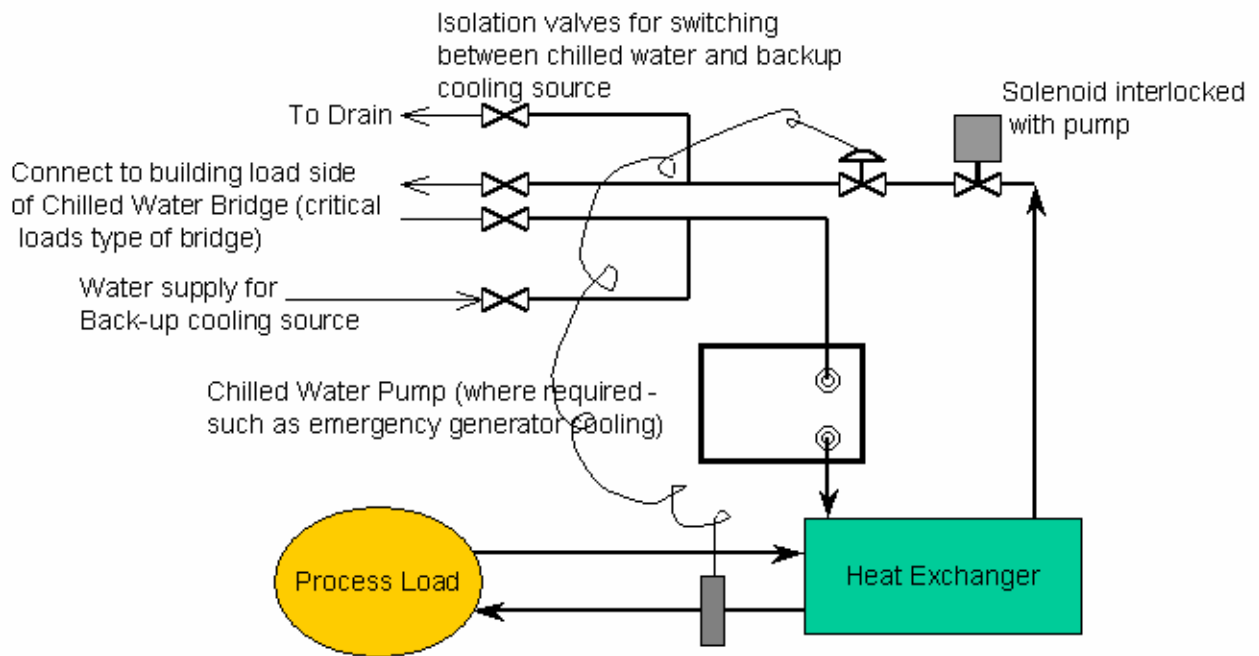 Isolation valves for switching
between chilled water and backup
cooling source
To Drain
Solenoid interlocked
with pump
Connect to building load side
of Chilled Water Bridge (critical
loads type of bridge)
Water supply for
Back-up cooling source
Chilled Water Pump (where required -
such as emergency generator cooling)
Process Load
Heat Exchanger